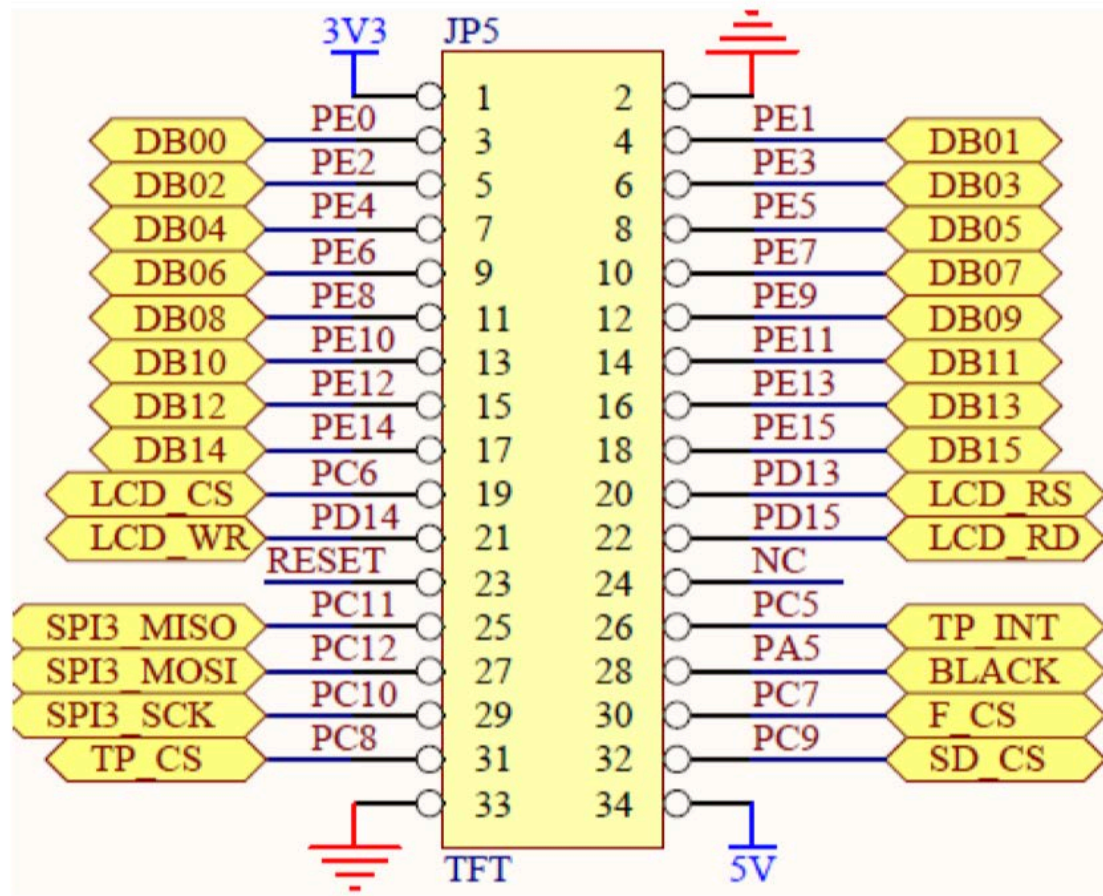 3V3 JP5
1 2
DB00 PE0 3 4 PE1 DB01
DB02 PE2 5 6 PE3 DB03
DB04 PE4 7 8 PE5 DB05
DB06 PE6 9 10 PE7 DB07
DB08 PE8 11 12 PE9 DB09
DB10 PE10 13 14 PE11 DB11
DB12 PE12 15 16 PE13 DB13
DB14 PE14 17 18 PE15 DB15
LCD_CS PC6 19 20 PD13 LCD_RS
LCD_WR PD14 21 22 PD15 LCD_RD
RESET 23 24 NC
SPI3_MISO PC11 25 26 PC5 TP_INT
SPI3_MOSI PC12 27 28 PA5 BLACK
SPI3_SCK PC10 29 30 PC7 F_CS
TP_CS PC8 31 32 PC9 SD_CS
33 34
TFT 5V